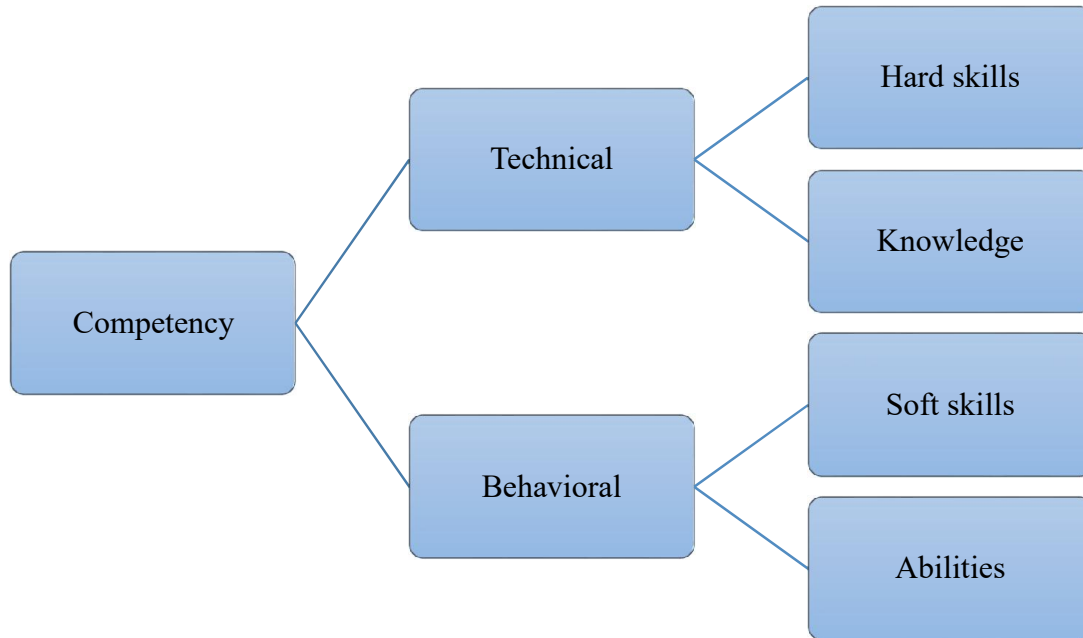 Competency
Technical
Hard skills
Knowledge
Behavioral
Soft skills
Abilities